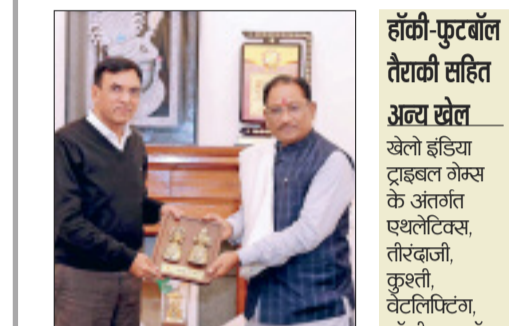 हॉकी-फुटबॉल
तैराकी सहित
अन्य खेल
खेलो इंडिया
ट्राइबल गेम्स
के अंतर्गत
एथलेटिक्स,
तीरंदाजी,
कुश्ती,
वेटलिफ्टिंग,